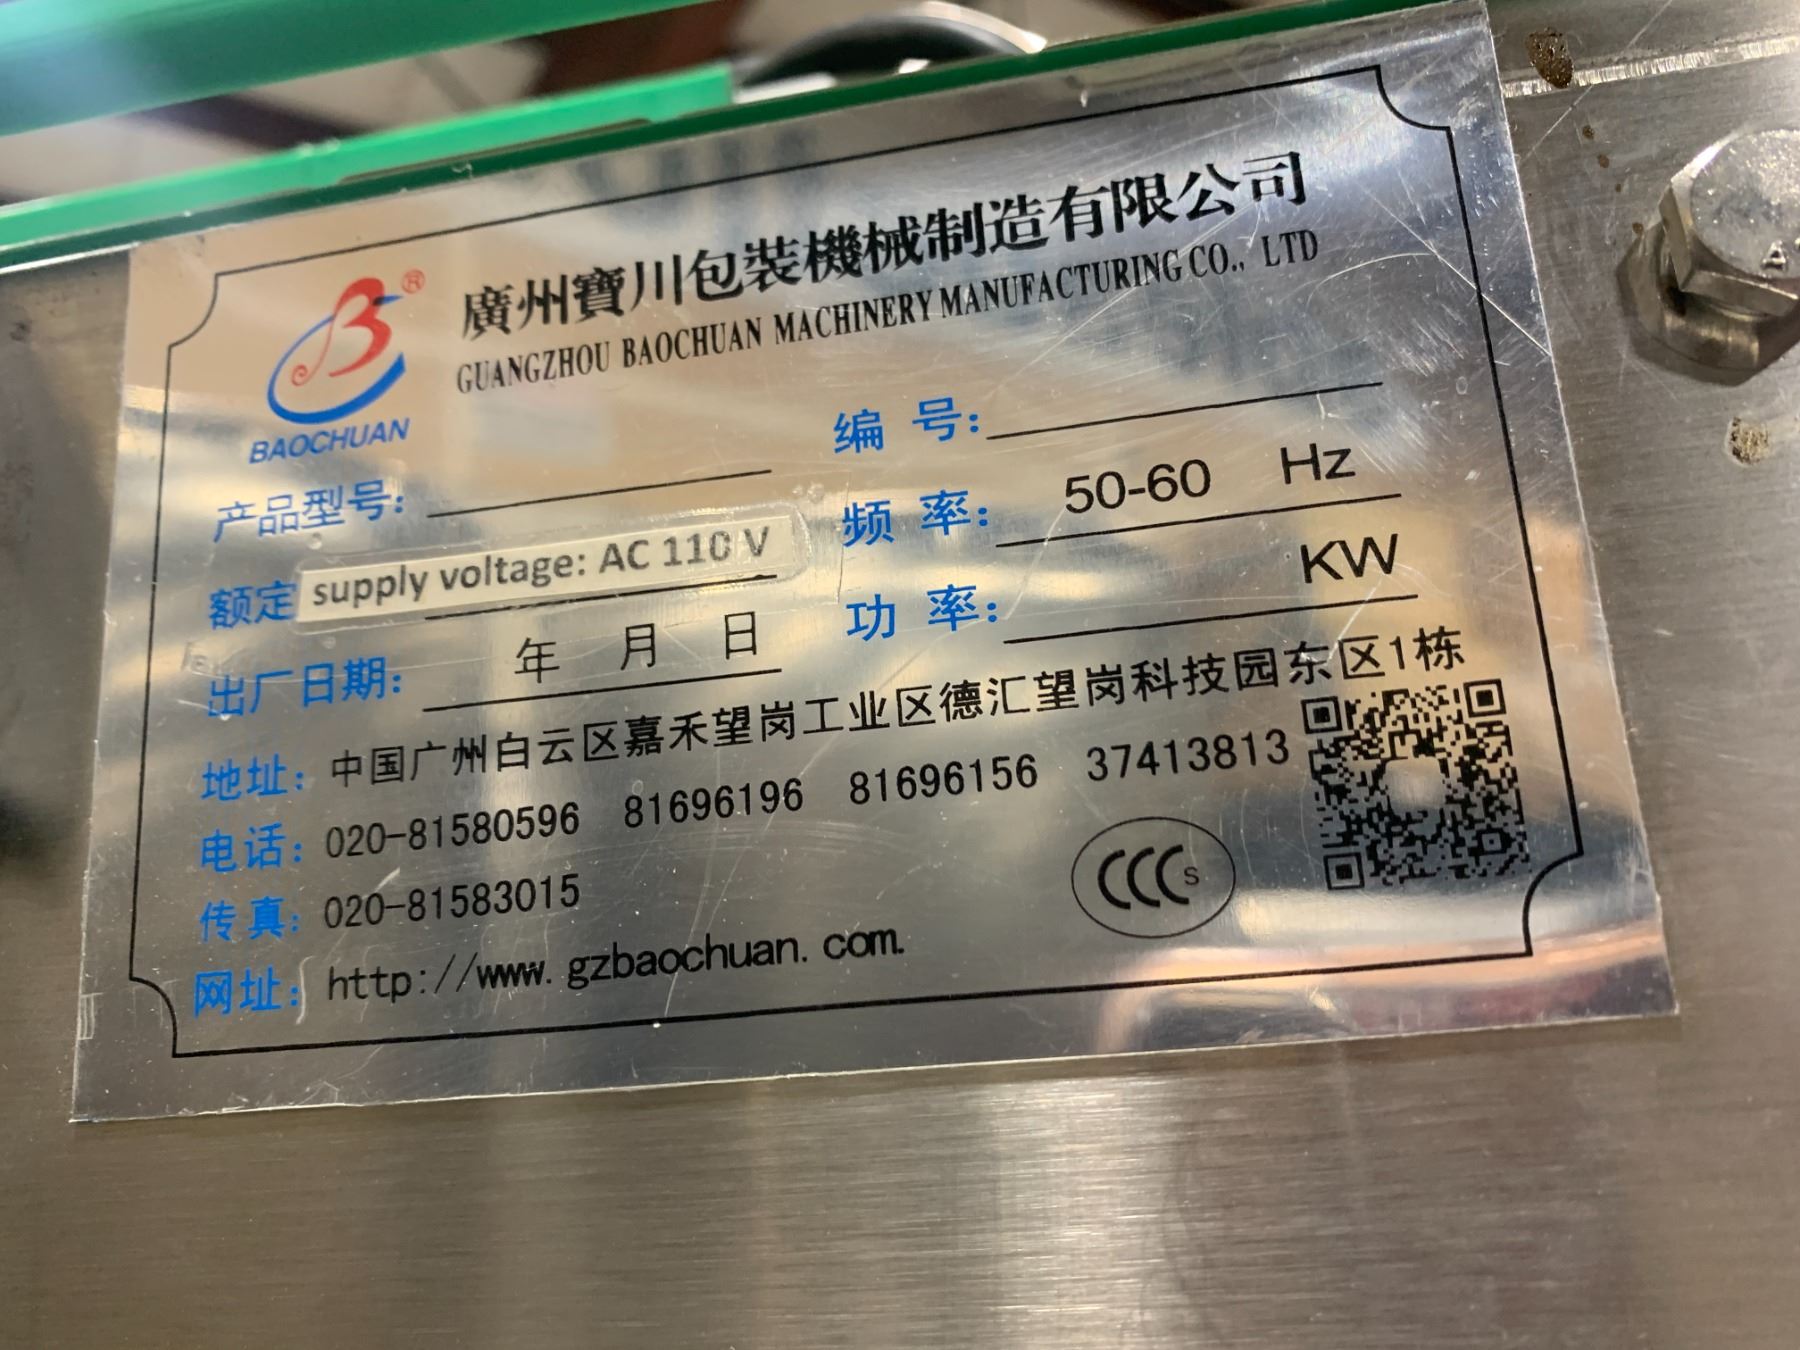 廣州寶川包裝機械制造有限公司
GUANGZHOU BAOCHUAN MACHINERY MANUFACTURING CO., LTD
B®
BAOCHUAN
编 号:
产品型号:
频 率: 50-60 Hz
额定 supply voltage: AC 110 V
功 率: KW
出厂日期: 年 月 日
地址: 中国广州白云区嘉禾望岗工业区德汇望岗科技园东区1栋
电话: 020-81580596 81696196 81696156 37413813
传真: 020-81583015
CCC S
网址: http://www.gzbaochuan.com.